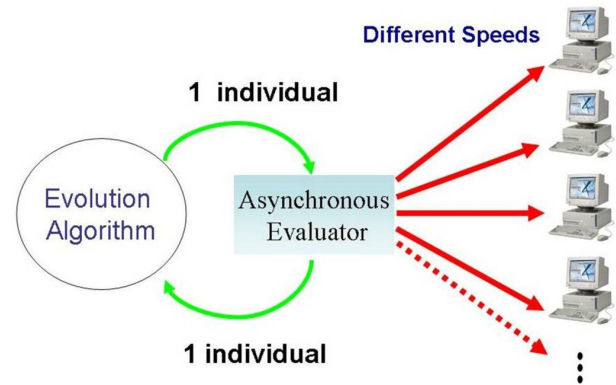 Different Speeds
1 individual
Evolution
Algorithm
Asynchronous
Evaluator
1 individual